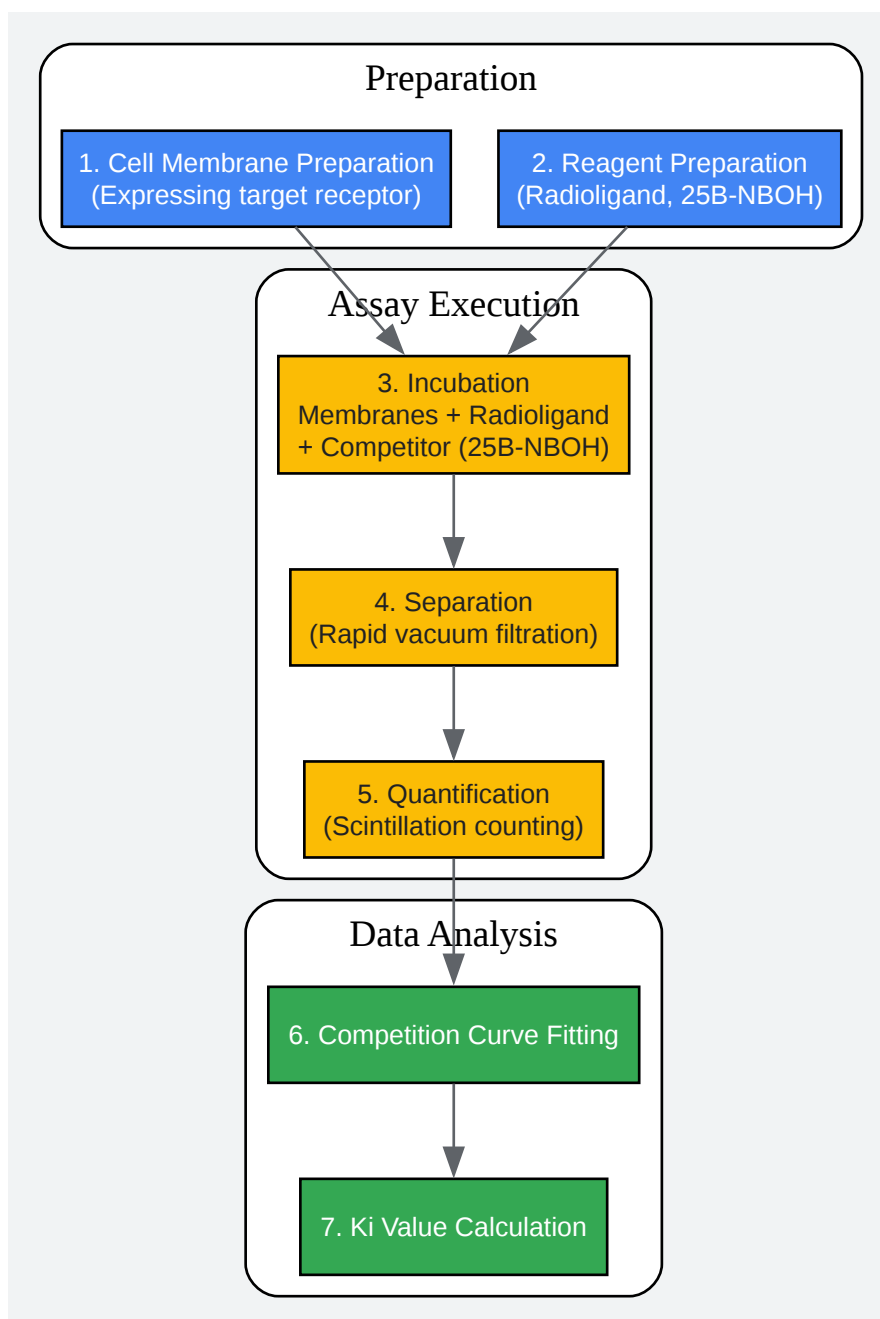 Preparation
1. Cell Membrane Preparation
(Expressing target receptor)
2. Reagent Preparation
(Radioligand, 25B-NBOH)
Assay Execution
3. Incubation
Membranes + Radioligand
+ Competitor (25B-NBOH)
4. Separation
(Rapid vacuum filtration)
5. Quantification
(Scintillation counting)
Data Analysis
6. Competition Curve Fitting
7. Ki Value Calculation